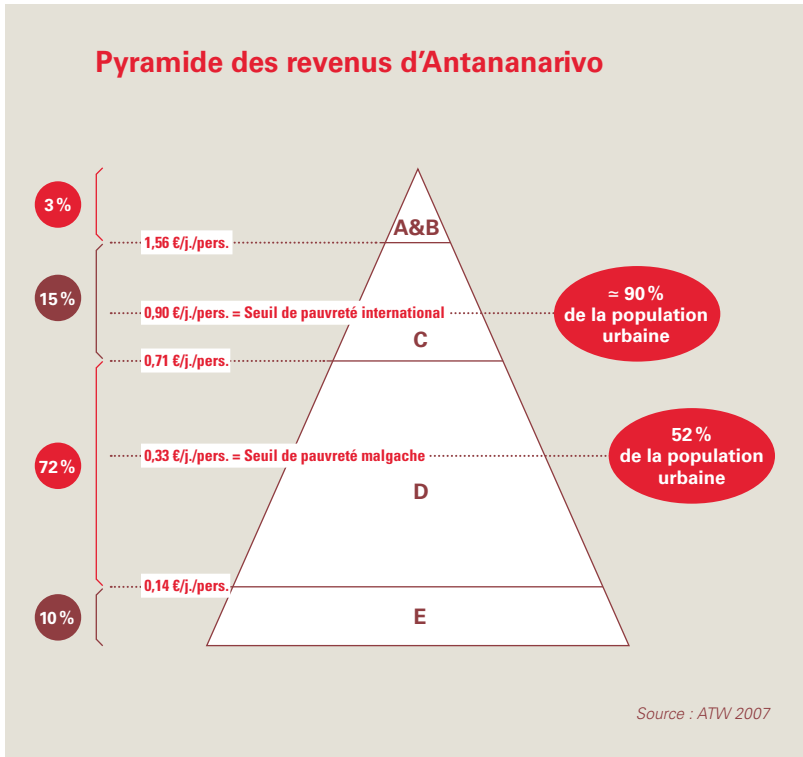 Pyramide des revenus d'Antananarivo
3 %
A&B
1,56 €/j./pers.
15 %
0,90 €/j./pers. = Seuil de pauvreté international
≃ 90 %
de la population
urbaine
C
0,71 €/j./pers.
72 %
0,33 €/j./pers. = Seuil de pauvreté malgache
52 %
de la population
urbaine
D
0,14 €/j./pers.
10 %
E
Source : ATW 2007